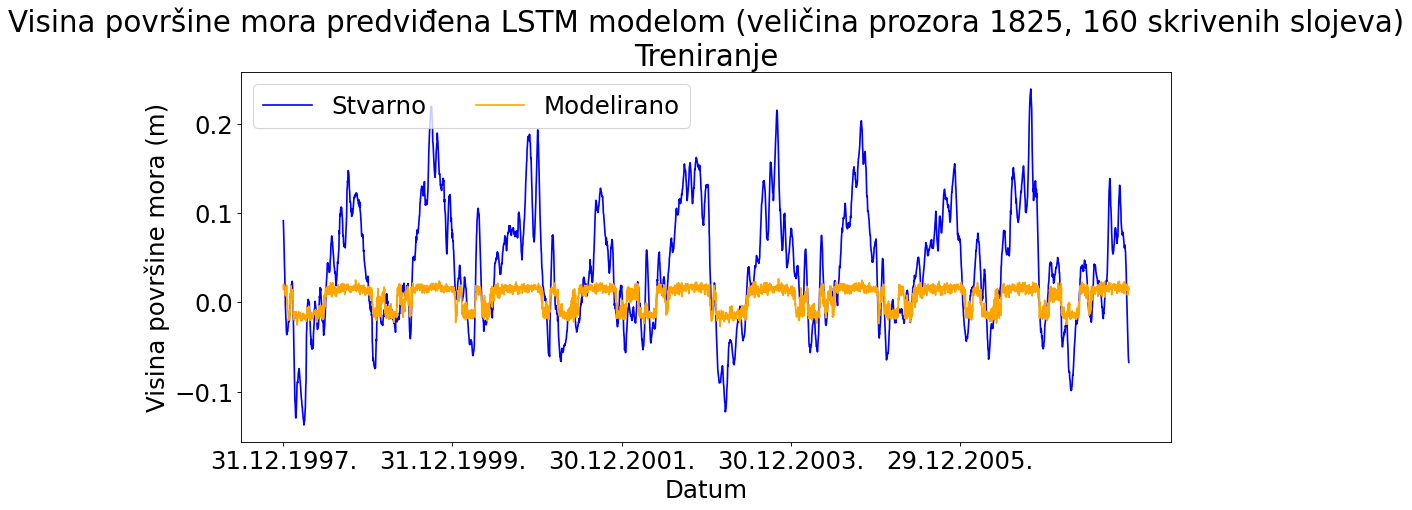 Visina površine mora predviđena LSTM modelom (veličina prozora 1825, 160 skrivenih slojeva)
Treniranje
Stvarno Modelirano
Visina površine mora (m)
0.2
0.1
0.0
−0.1
31.12.1997. 31.12.1999. 30.12.2001. 30.12.2003. 29.12.2005.
Datum